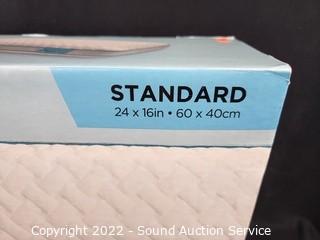 STANDARD
24 x 16in • 60 x 40cm
Copyright 2022 - Sound Auction Service